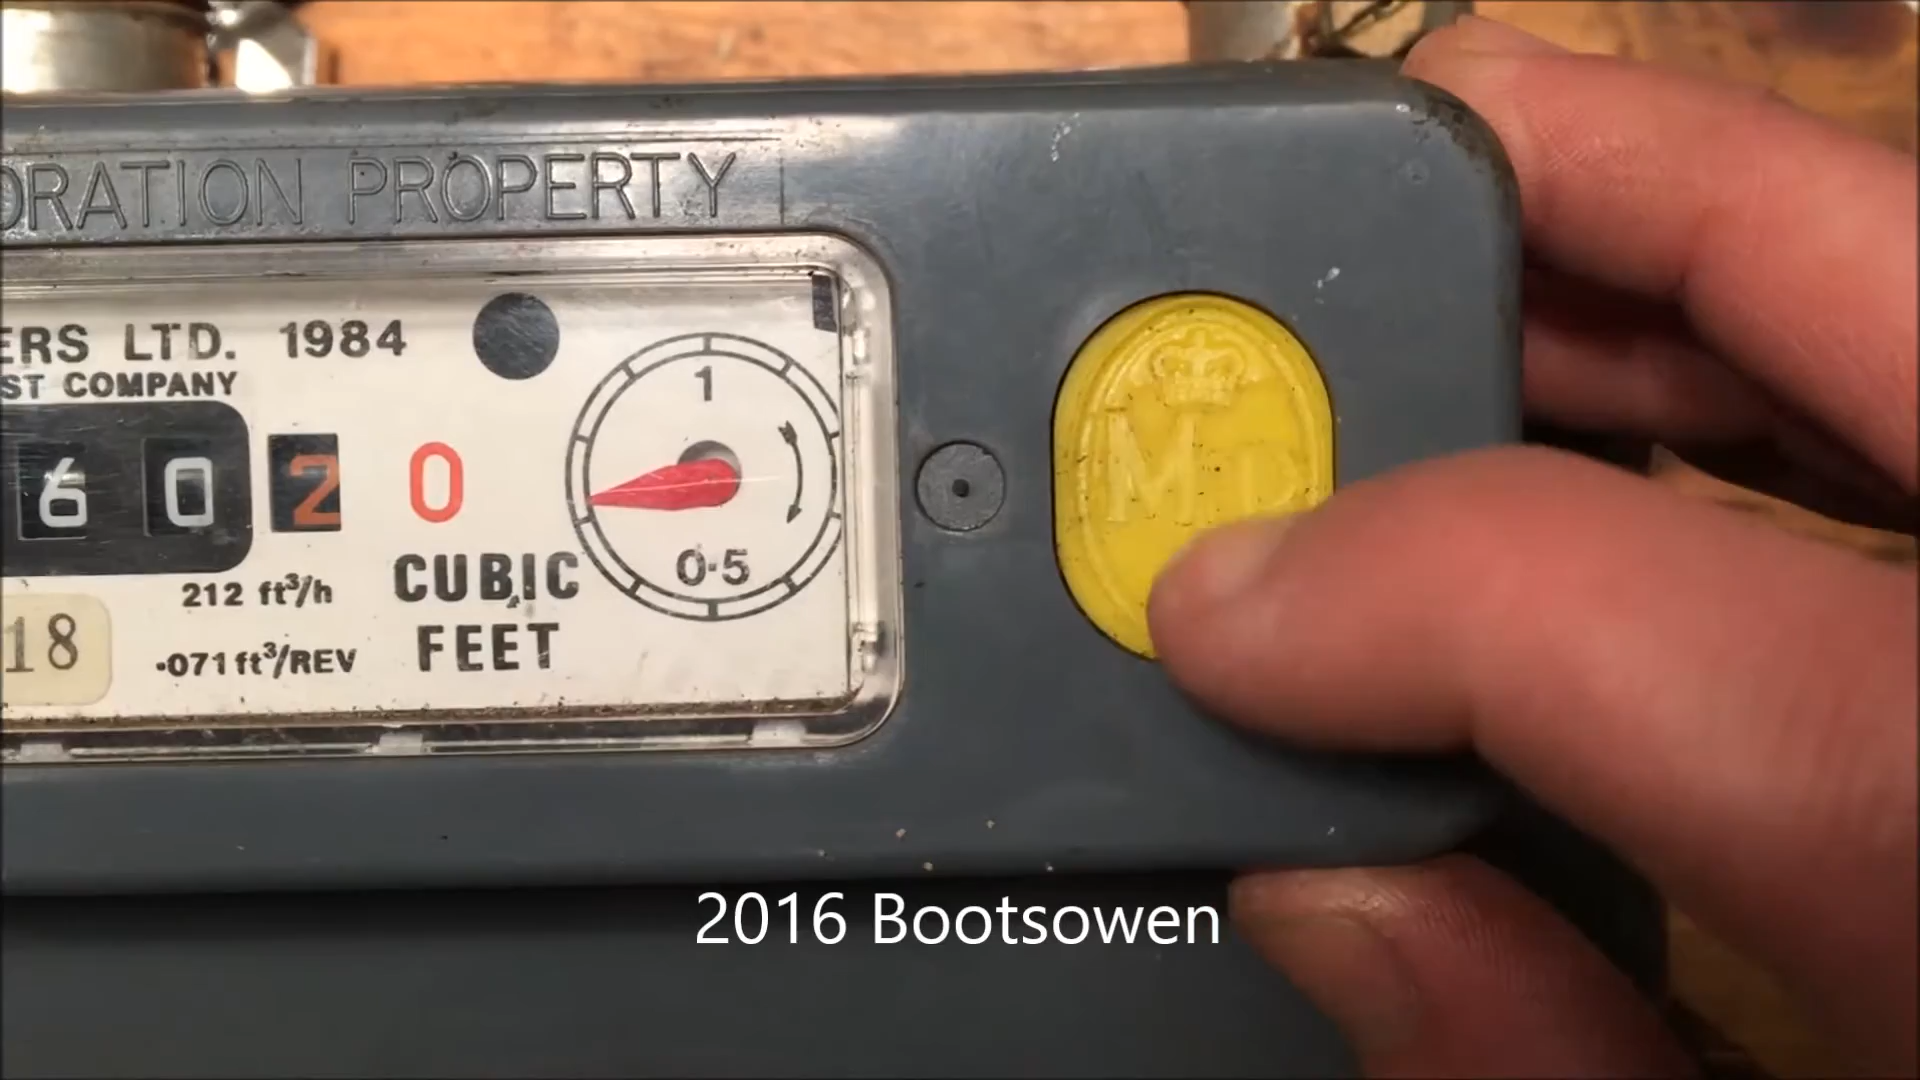 ORATION PROPERTY
ERS LTD. 1984
ST COMPANY
1
6 0 2 0
0·5
CUBIC
FEET
212 ft³/h
·071 ft³/REV
18
M
2016 Bootsowen